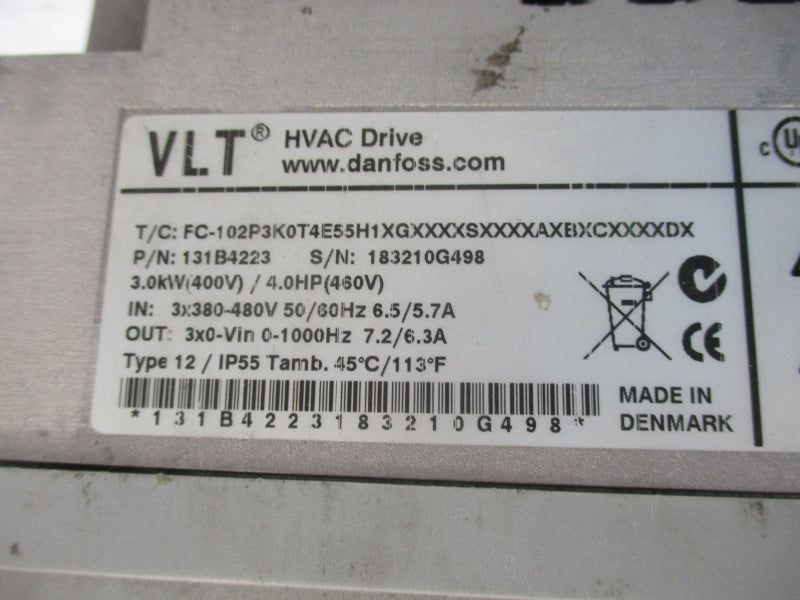 VLT® HVAC Drive
www.danfoss.com
T/C: FC-102P3K0T4E55H1XGXXXXSXXXXAXBXCXXXXDX
P/N: 131B4223 S/N: 183210G498
3.0kW(400V) / 4.0HP(460V)
IN: 3x380-480V 50/60Hz 6.5/5.7A
OUT: 3x0-Vin 0-1000Hz 7.2/6.3A
Type 12 / IP55 Tamb. 45°C/113°F
*131B4223183210G498*
MADE IN
DENMARK
CE
c